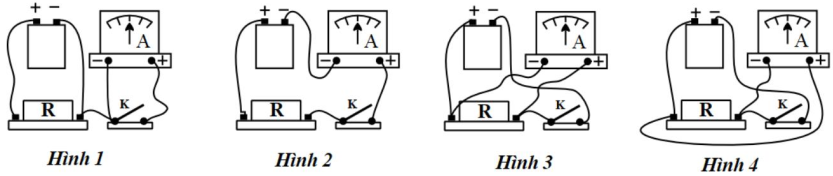 + − A − + R K Hình 1
+ − A − + R K Hình 2
+ − A − + R K Hình 3
+ − A − + R K Hình 4